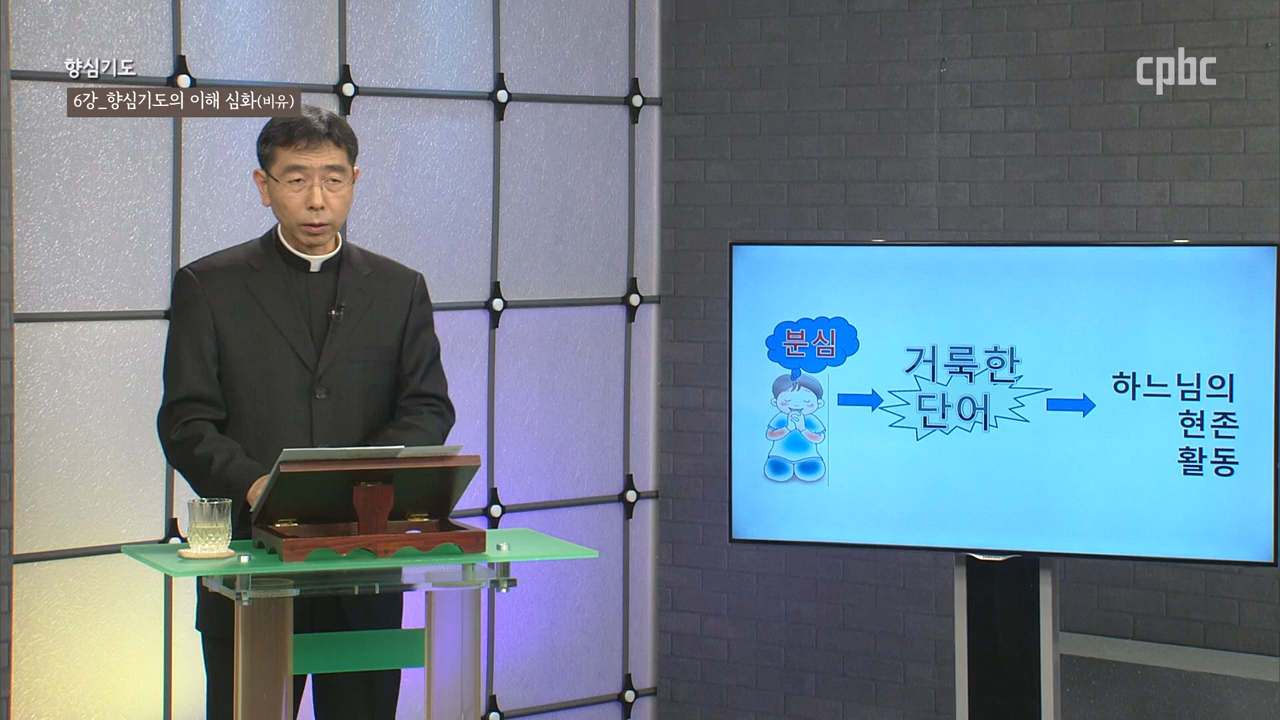 향심기도
6강_향심기도의 이해 심화(비유)
cpbc
분심
거룩한
단어
하느님의
현존
활동